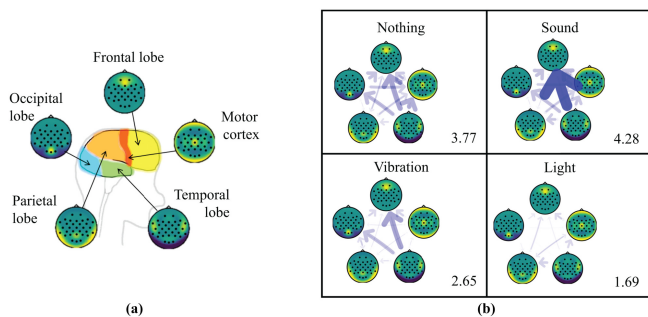 Frontal lobe
Occipital
lobe
Motor
cortex
Parietal
lobe
Temporal
lobe
(a)
Nothing
Sound
3.77
4.28
Vibration
Light
2.65
1.69
(b)